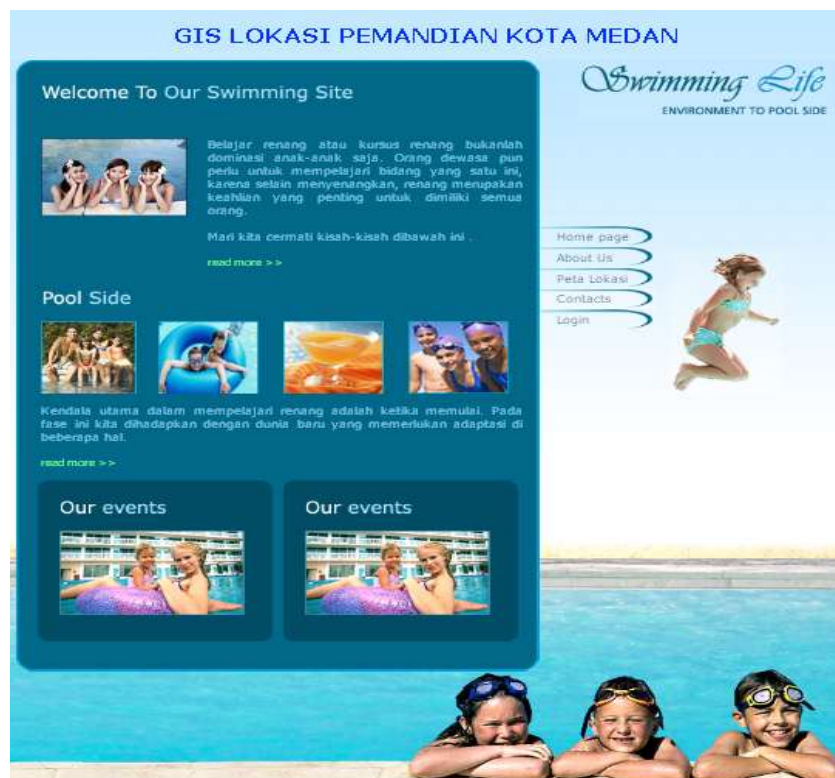 GIS LOKASI PEMANDIAN KOTA MEDAN
Swimming Life
ENVIRONMENT TO POOL SIDE
Welcome To Our Swimming Site
Belajar renang atau kursus renang bukanlah
dominasi anak-anak saja. Orang dewasa pun
perlu untuk mempelajari bidang yang satu ini,
karena selain menyenangkan, renang merupakan
keahlian yang penting untuk dimiliki semua
orang.
Mari kita cermati kisah-kisah dibawah ini .
read more >>
Home page
About Us
Peta Lokasi
Contacts
Login
Pool Side
Kendala utama dalam mempelajari renang adalah ketika memulai. Pada
fase ini kita dihadapkan dengan dunia baru yang memerlukan adaptasi di
beberapa hal.
read more >>
Our events
Our events